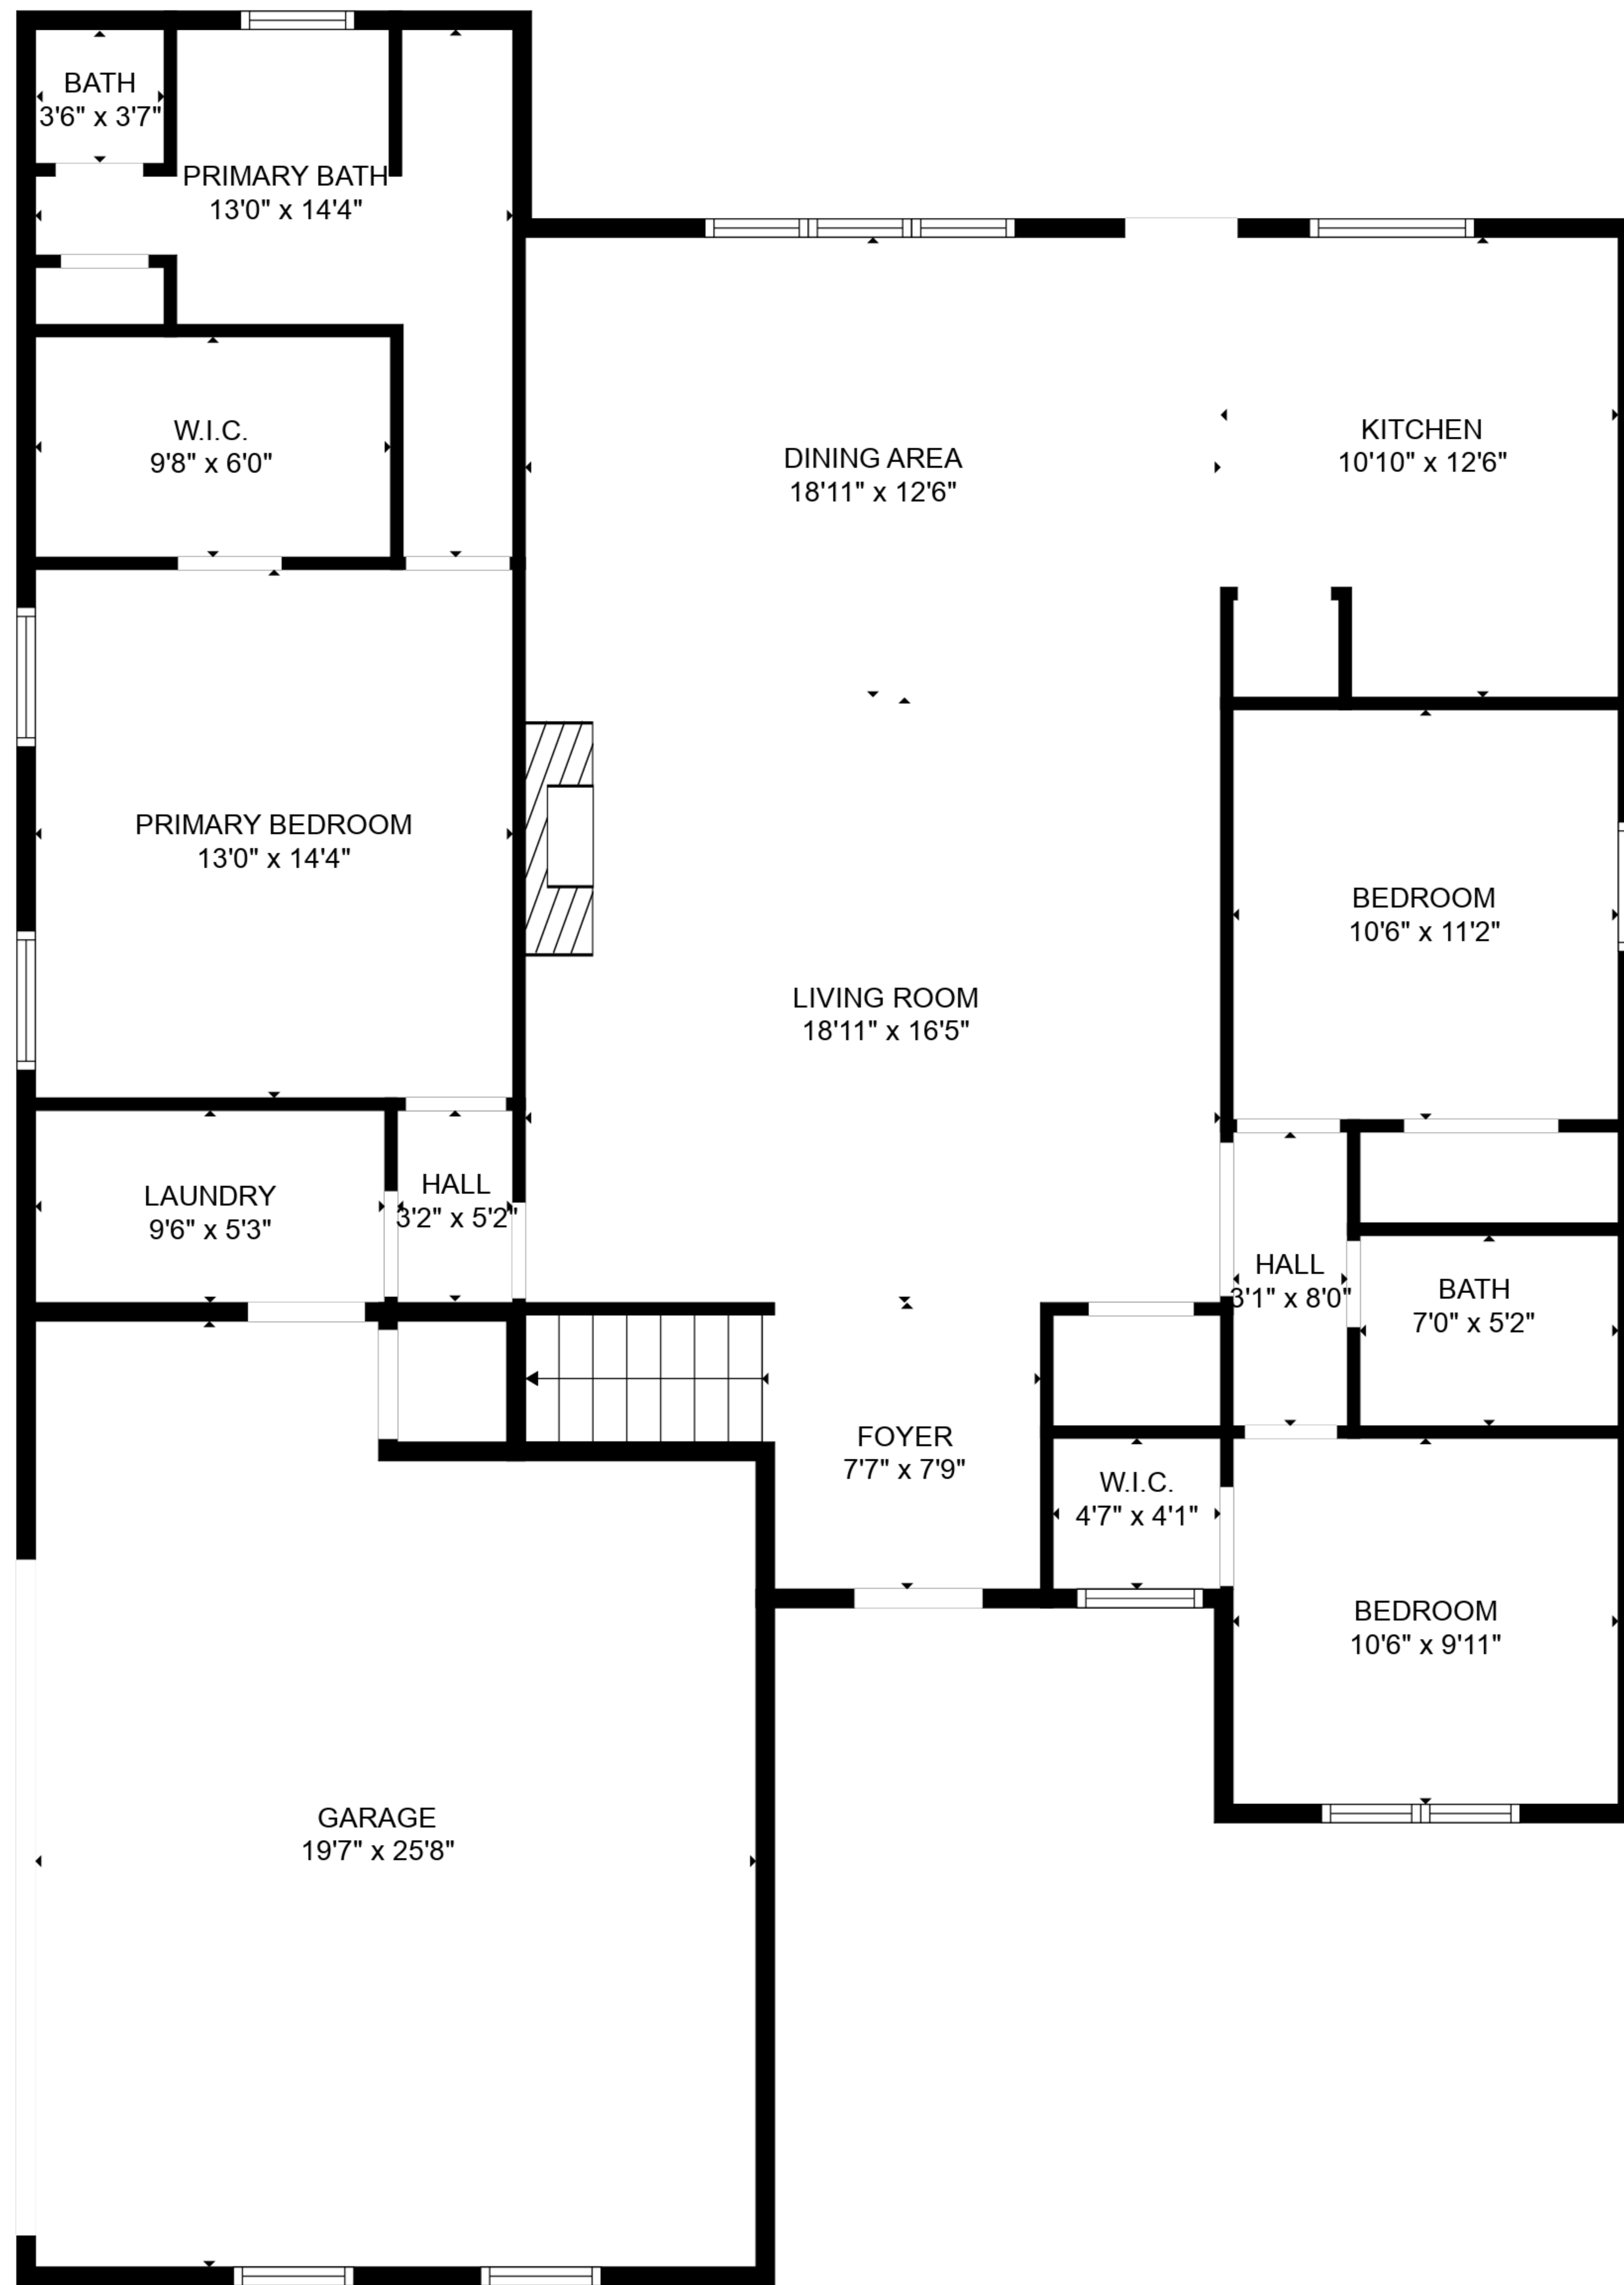 BATH
3'6" x 3'7"
PRIMARY BATH
13'0" x 14'4"
W.I.C.
9'8" x 6'0"
DINING AREA
18'11" x 12'6"
KITCHEN
10'10" x 12'6"
PRIMARY BEDROOM
13'0" x 14'4"
BEDROOM
10'6" x 11'2"
LIVING ROOM
18'11" x 16'5"
LAUNDRY
9'6" x 5'3"
HALL
3'2" x 5'2"
HALL
3'1" x 8'0"
BATH
7'0" x 5'2"
FOYER
7'7" x 7'9"
W.I.C.
4'7" x 4'1"
BEDROOM
10'6" x 9'11"
GARAGE
19'7" x 25'8"